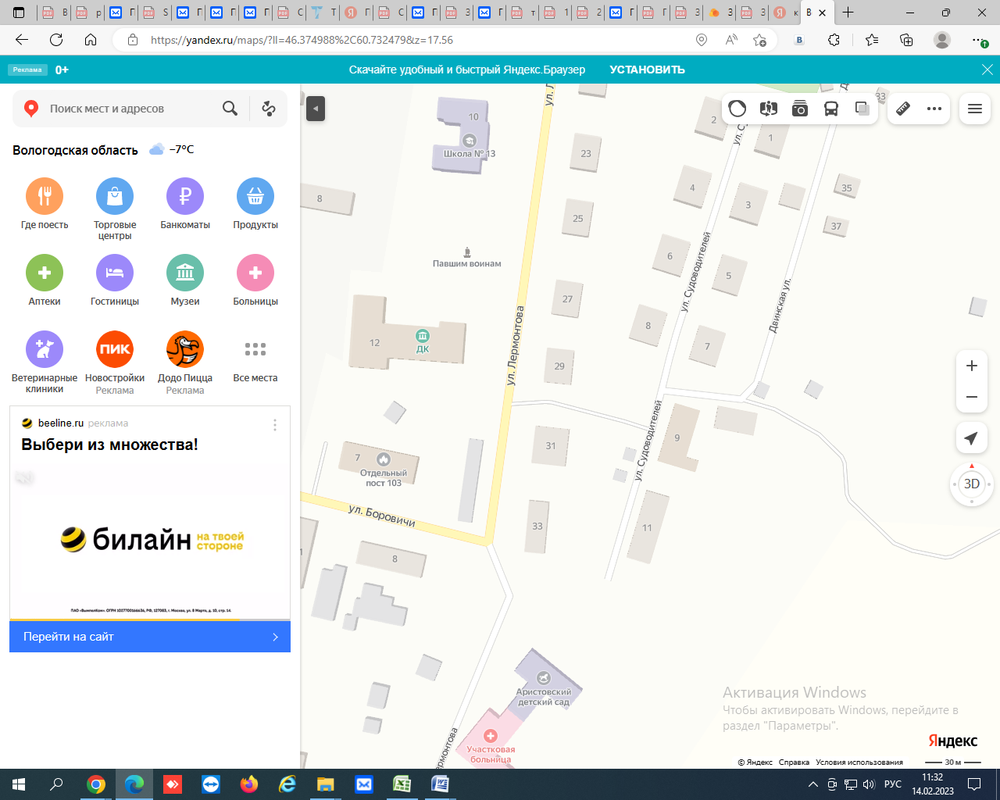 https://yandex.ru/maps/?ll=46.374988%2C60.732479&z=17.56
Реклама
0+
Скачайте удобный и быстрый Яндекс.Браузер
УСТАНОВИТЬ
Поиск мест и адресов
Вологодская область
−7°C
Где поесть
Торговые
центры
Банкоматы
Продукты
Аптеки
Гостиницы
Музеи
Больницы
Ветеринарные
клиники
ПИК
Новостройки
Реклама
Додо Пицца
Реклама
Все места
beeline.ru реклама
Выбери из множества!
билайн
на твоей
стороне
ПАО «ВымпелКом». ОГРН 1027700166636, РФ, 127083, г. Москва, ул. 8 Марта, д. 10, стр. 14.
Перейти на сайт
10
Школа № 13
8
23
25
27
29
31
33
2
1
4
3
6
5
8
7
9
11
33
35
37
Павшим воинам
12
ДК
ул. Лермонтова
ул. Судоводителей
ул. Судоводителей
Двинская ул.
7
Отдельный
пост 103
ул. Боровичи
8
Аристовский
детский сад
Участковая
больница
3D
Активация Windows
Чтобы активировать Windows, перейдите в
раздел "Параметры".
Яндекс
© Яндекс Справка Условия использования
30 м
РУС
11:32
14.02.2023